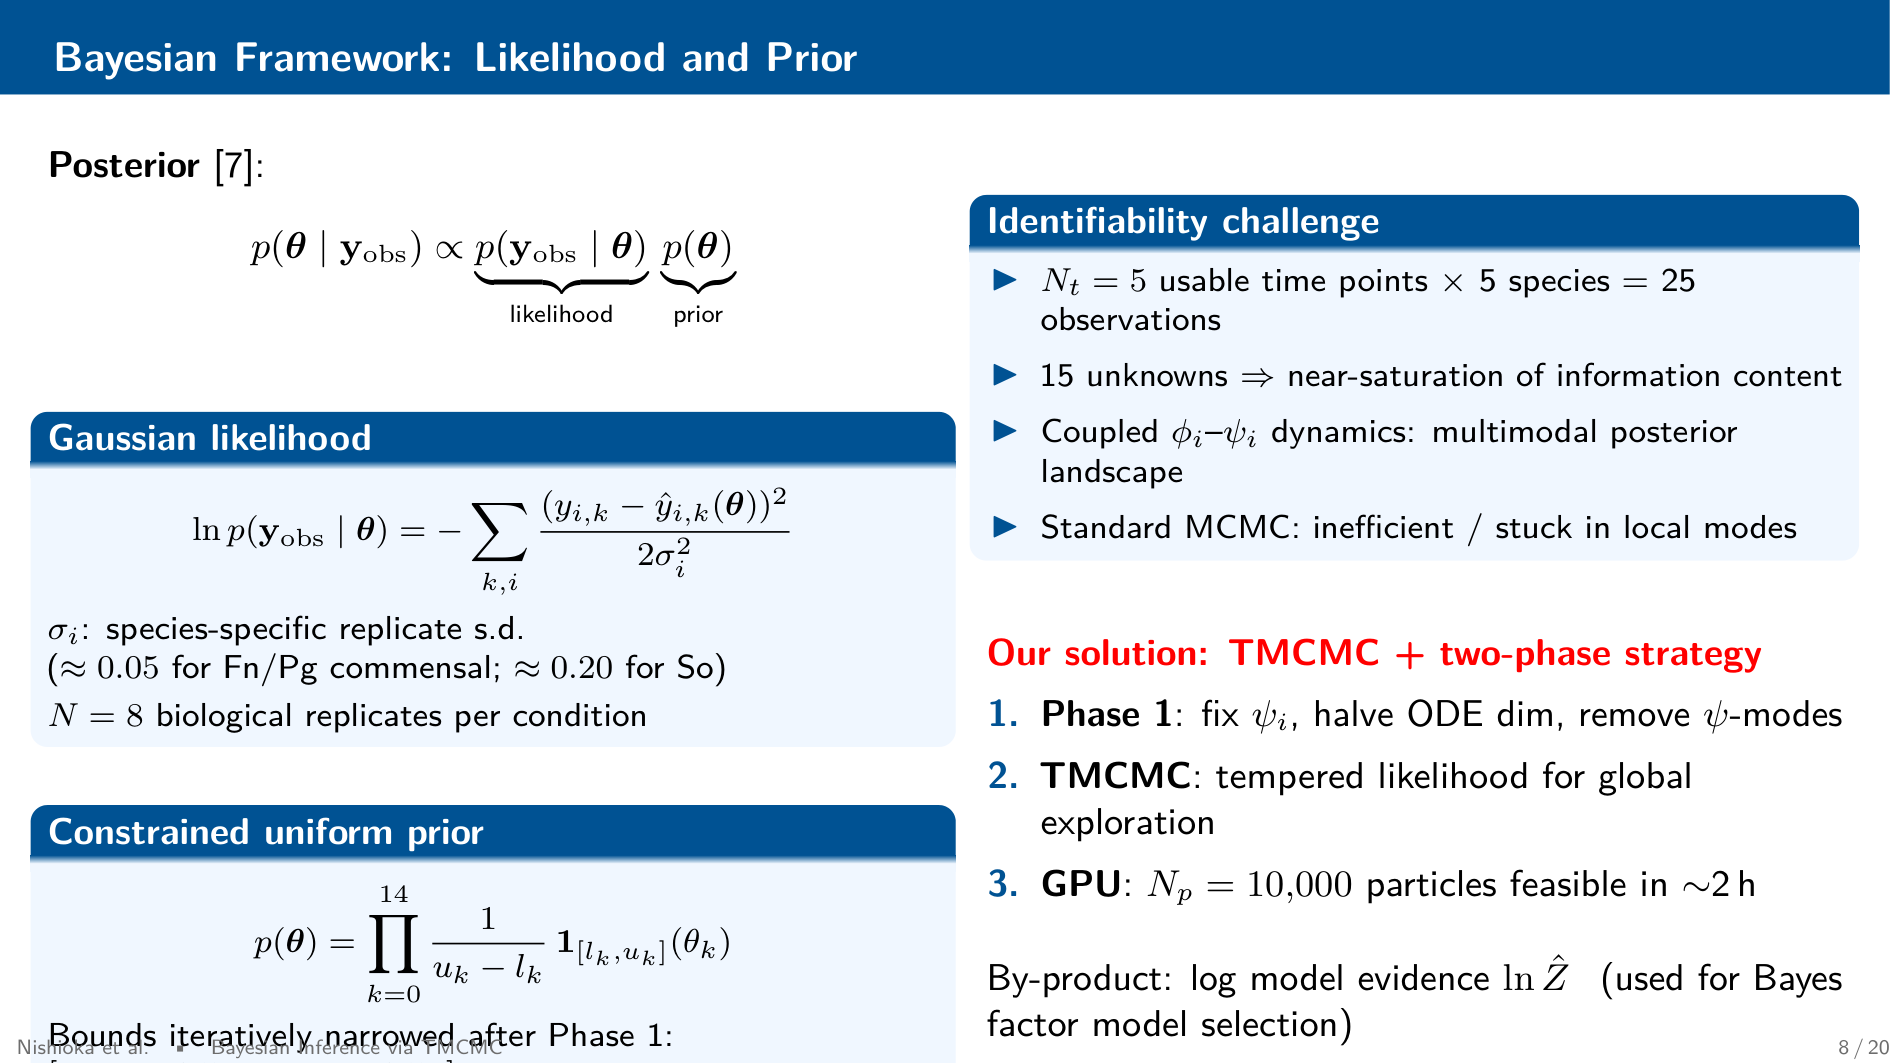 Bayesian Framework: Likelihood and Prior
Posterior [7]:
p(θ | y_obs) ∝ p(y_obs | θ) p(θ)
likelihood prior
Gaussian likelihood
ln p(y_obs | θ) = − ∑_{k,i} (y_{i,k} − ŷ_{i,k}(θ))² / 2σ_i²
σ_i: species-specific replicate s.d.
(≈ 0.05 for Fn/Pg commensal; ≈ 0.20 for So)
N = 8 biological replicates per condition
Constrained uniform prior
p(θ) = ∏_{k=0}^{14} 1 / (u_k − l_k) 1_{[l_k,u_k]}(θ_k)
Bounds iteratively narrowed after Phase 1:
Identifiability challenge
▶ N_t = 5 usable time points × 5 species = 25
observations
▶ 15 unknowns ⇒ near-saturation of information content
▶ Coupled ϕ_i–ψ_i dynamics: multimodal posterior
landscape
▶ Standard MCMC: inefficient / stuck in local modes
Our solution: TMCMC + two-phase strategy
1. Phase 1: fix ψ_i, halve ODE dim, remove ψ-modes
2. TMCMC: tempered likelihood for global
exploration
3. GPU: N_p = 10,000 particles feasible in ∼2 h
By-product: log model evidence ln Ẑ (used for Bayes
factor model selection)
Nishioka et al. ▪ Bayesian Inference via TMCMC
8 / 20